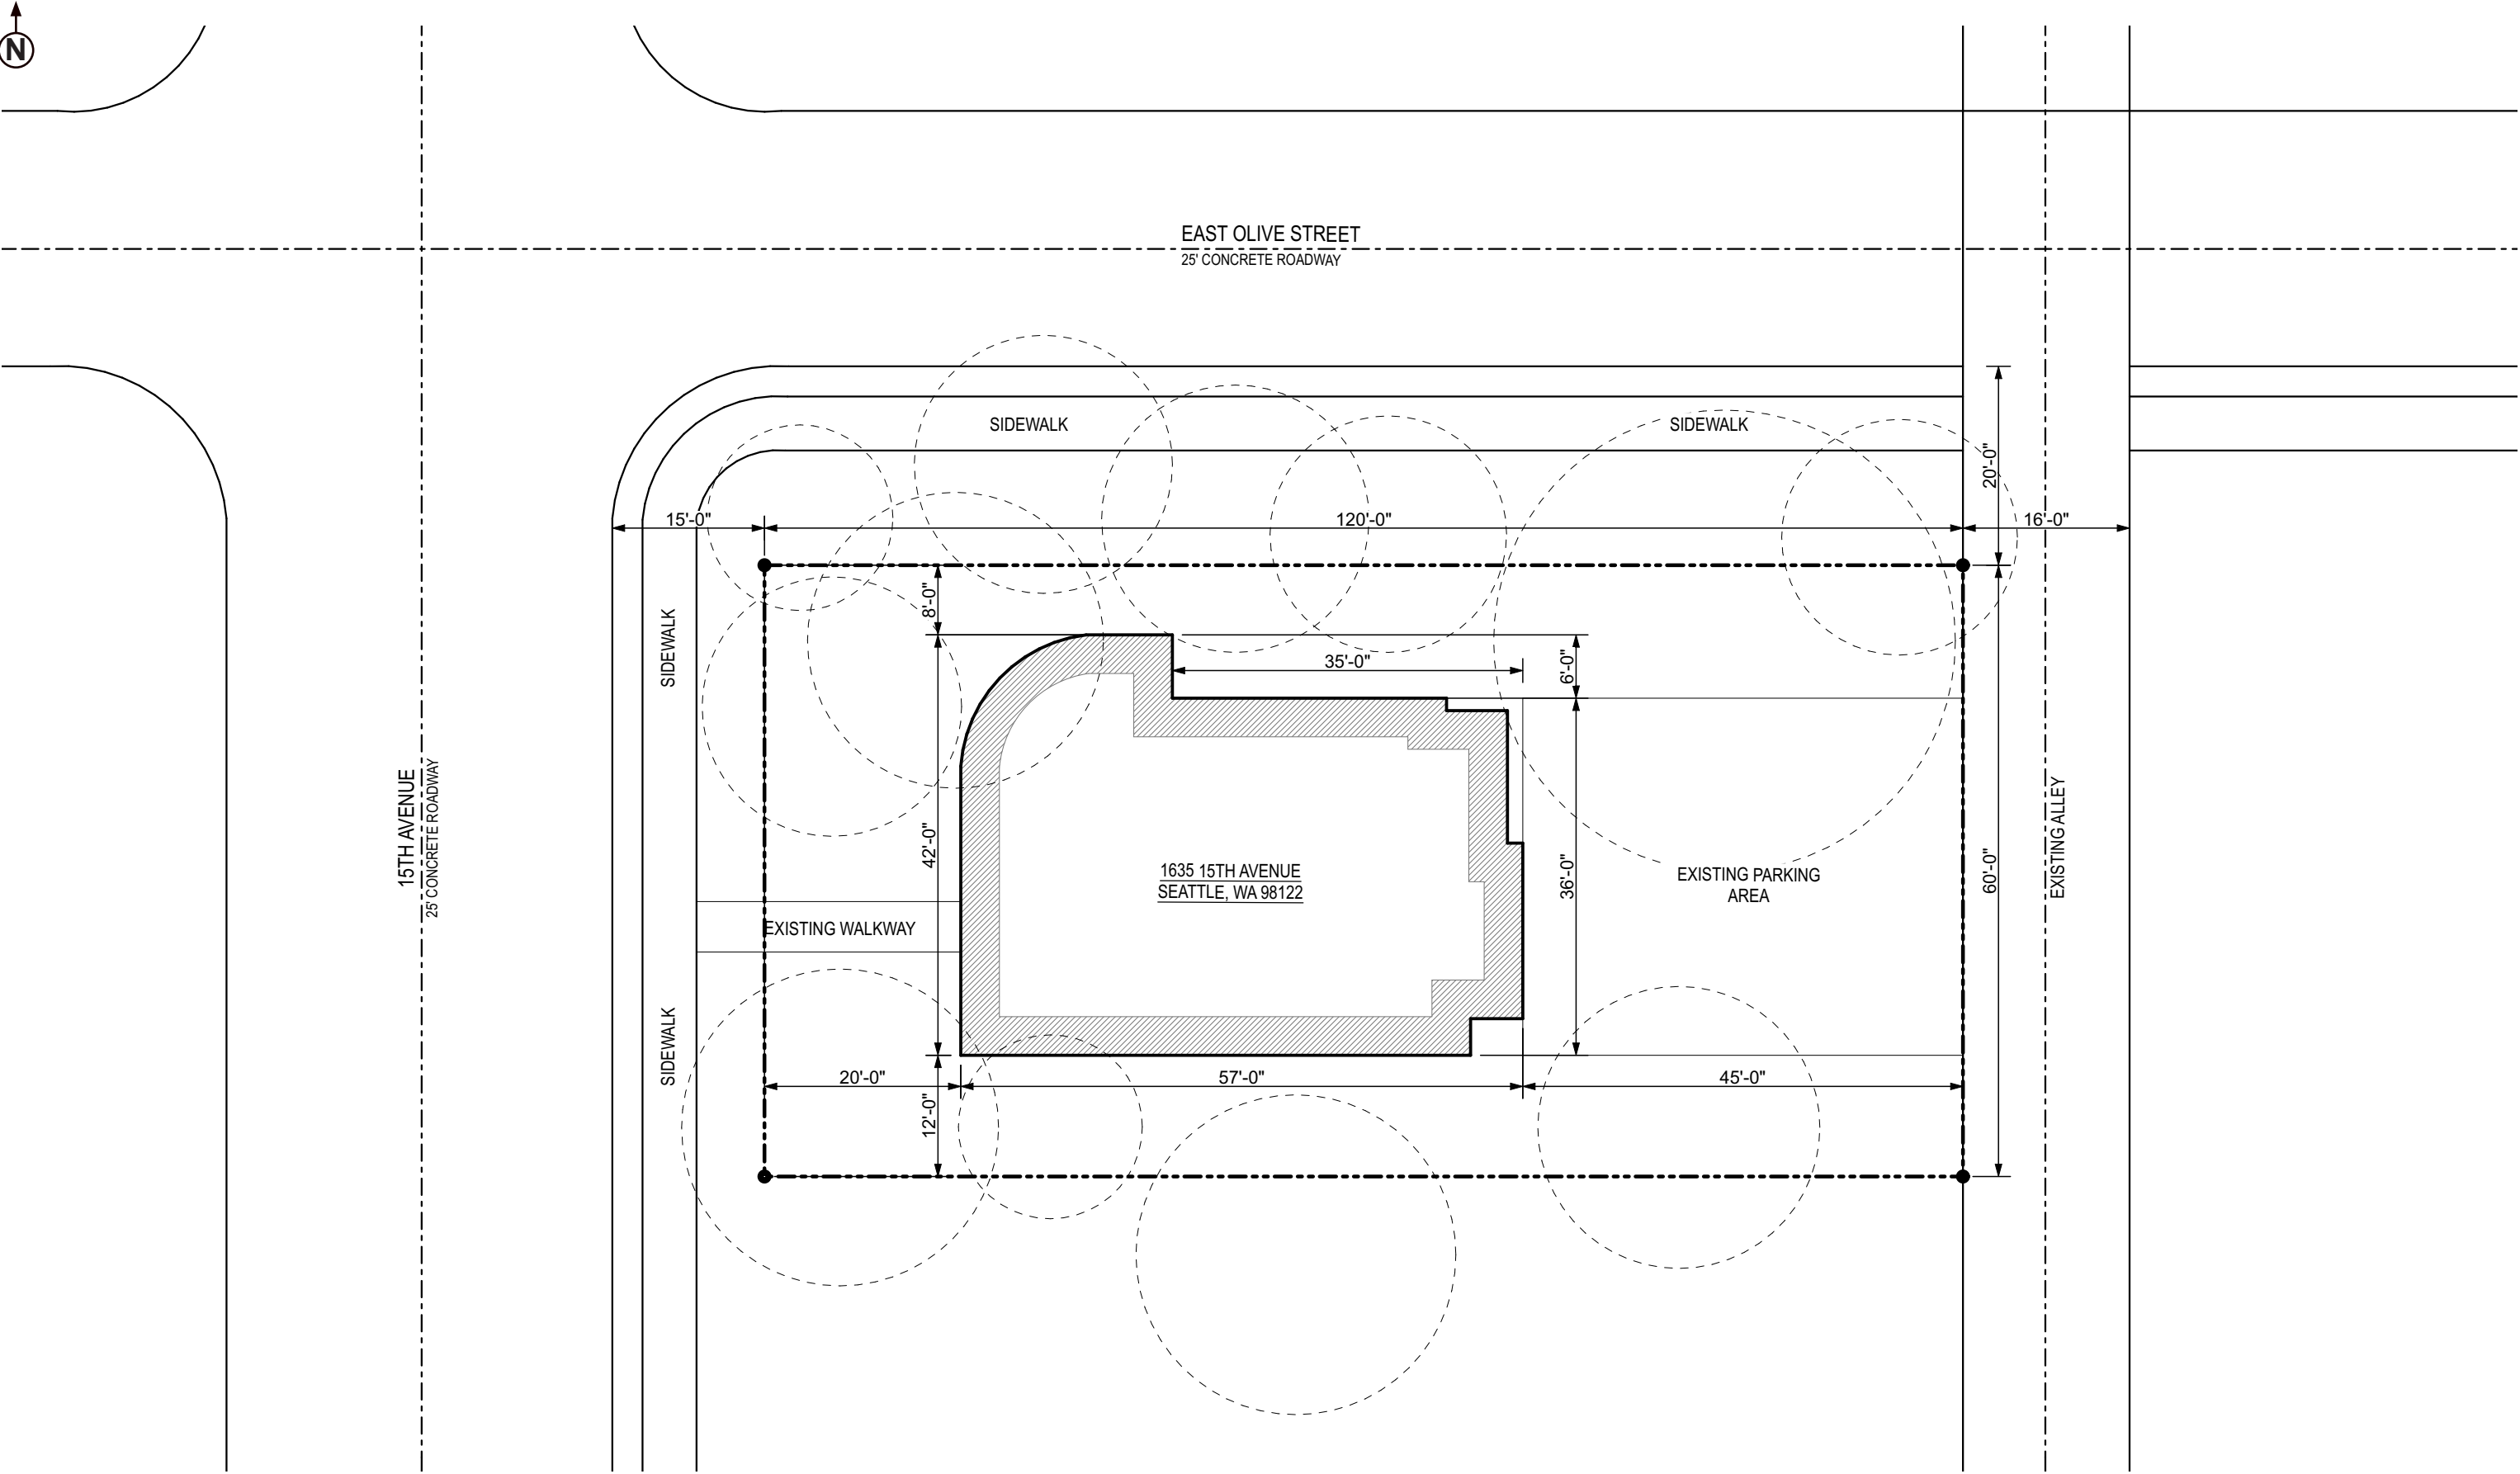 N
EAST OLIVE STREET
25' CONCRETE ROADWAY
SIDEWALK
SIDEWALK
20'-0"
15'-0"
120'-0"
16'-0"
8'-0"
SIDEWALK
35'-0"
6'-0"
15TH AVENUE
25' CONCRETE ROADWAY
42'-0"
1635 15TH AVENUE
SEATTLE, WA 98122
36'-0"
EXISTING PARKING
AREA
60'-0"
EXISTING ALLEY
EXISTING WALKWAY
SIDEWALK
20'-0"
57'-0"
45'-0"
12'-0"